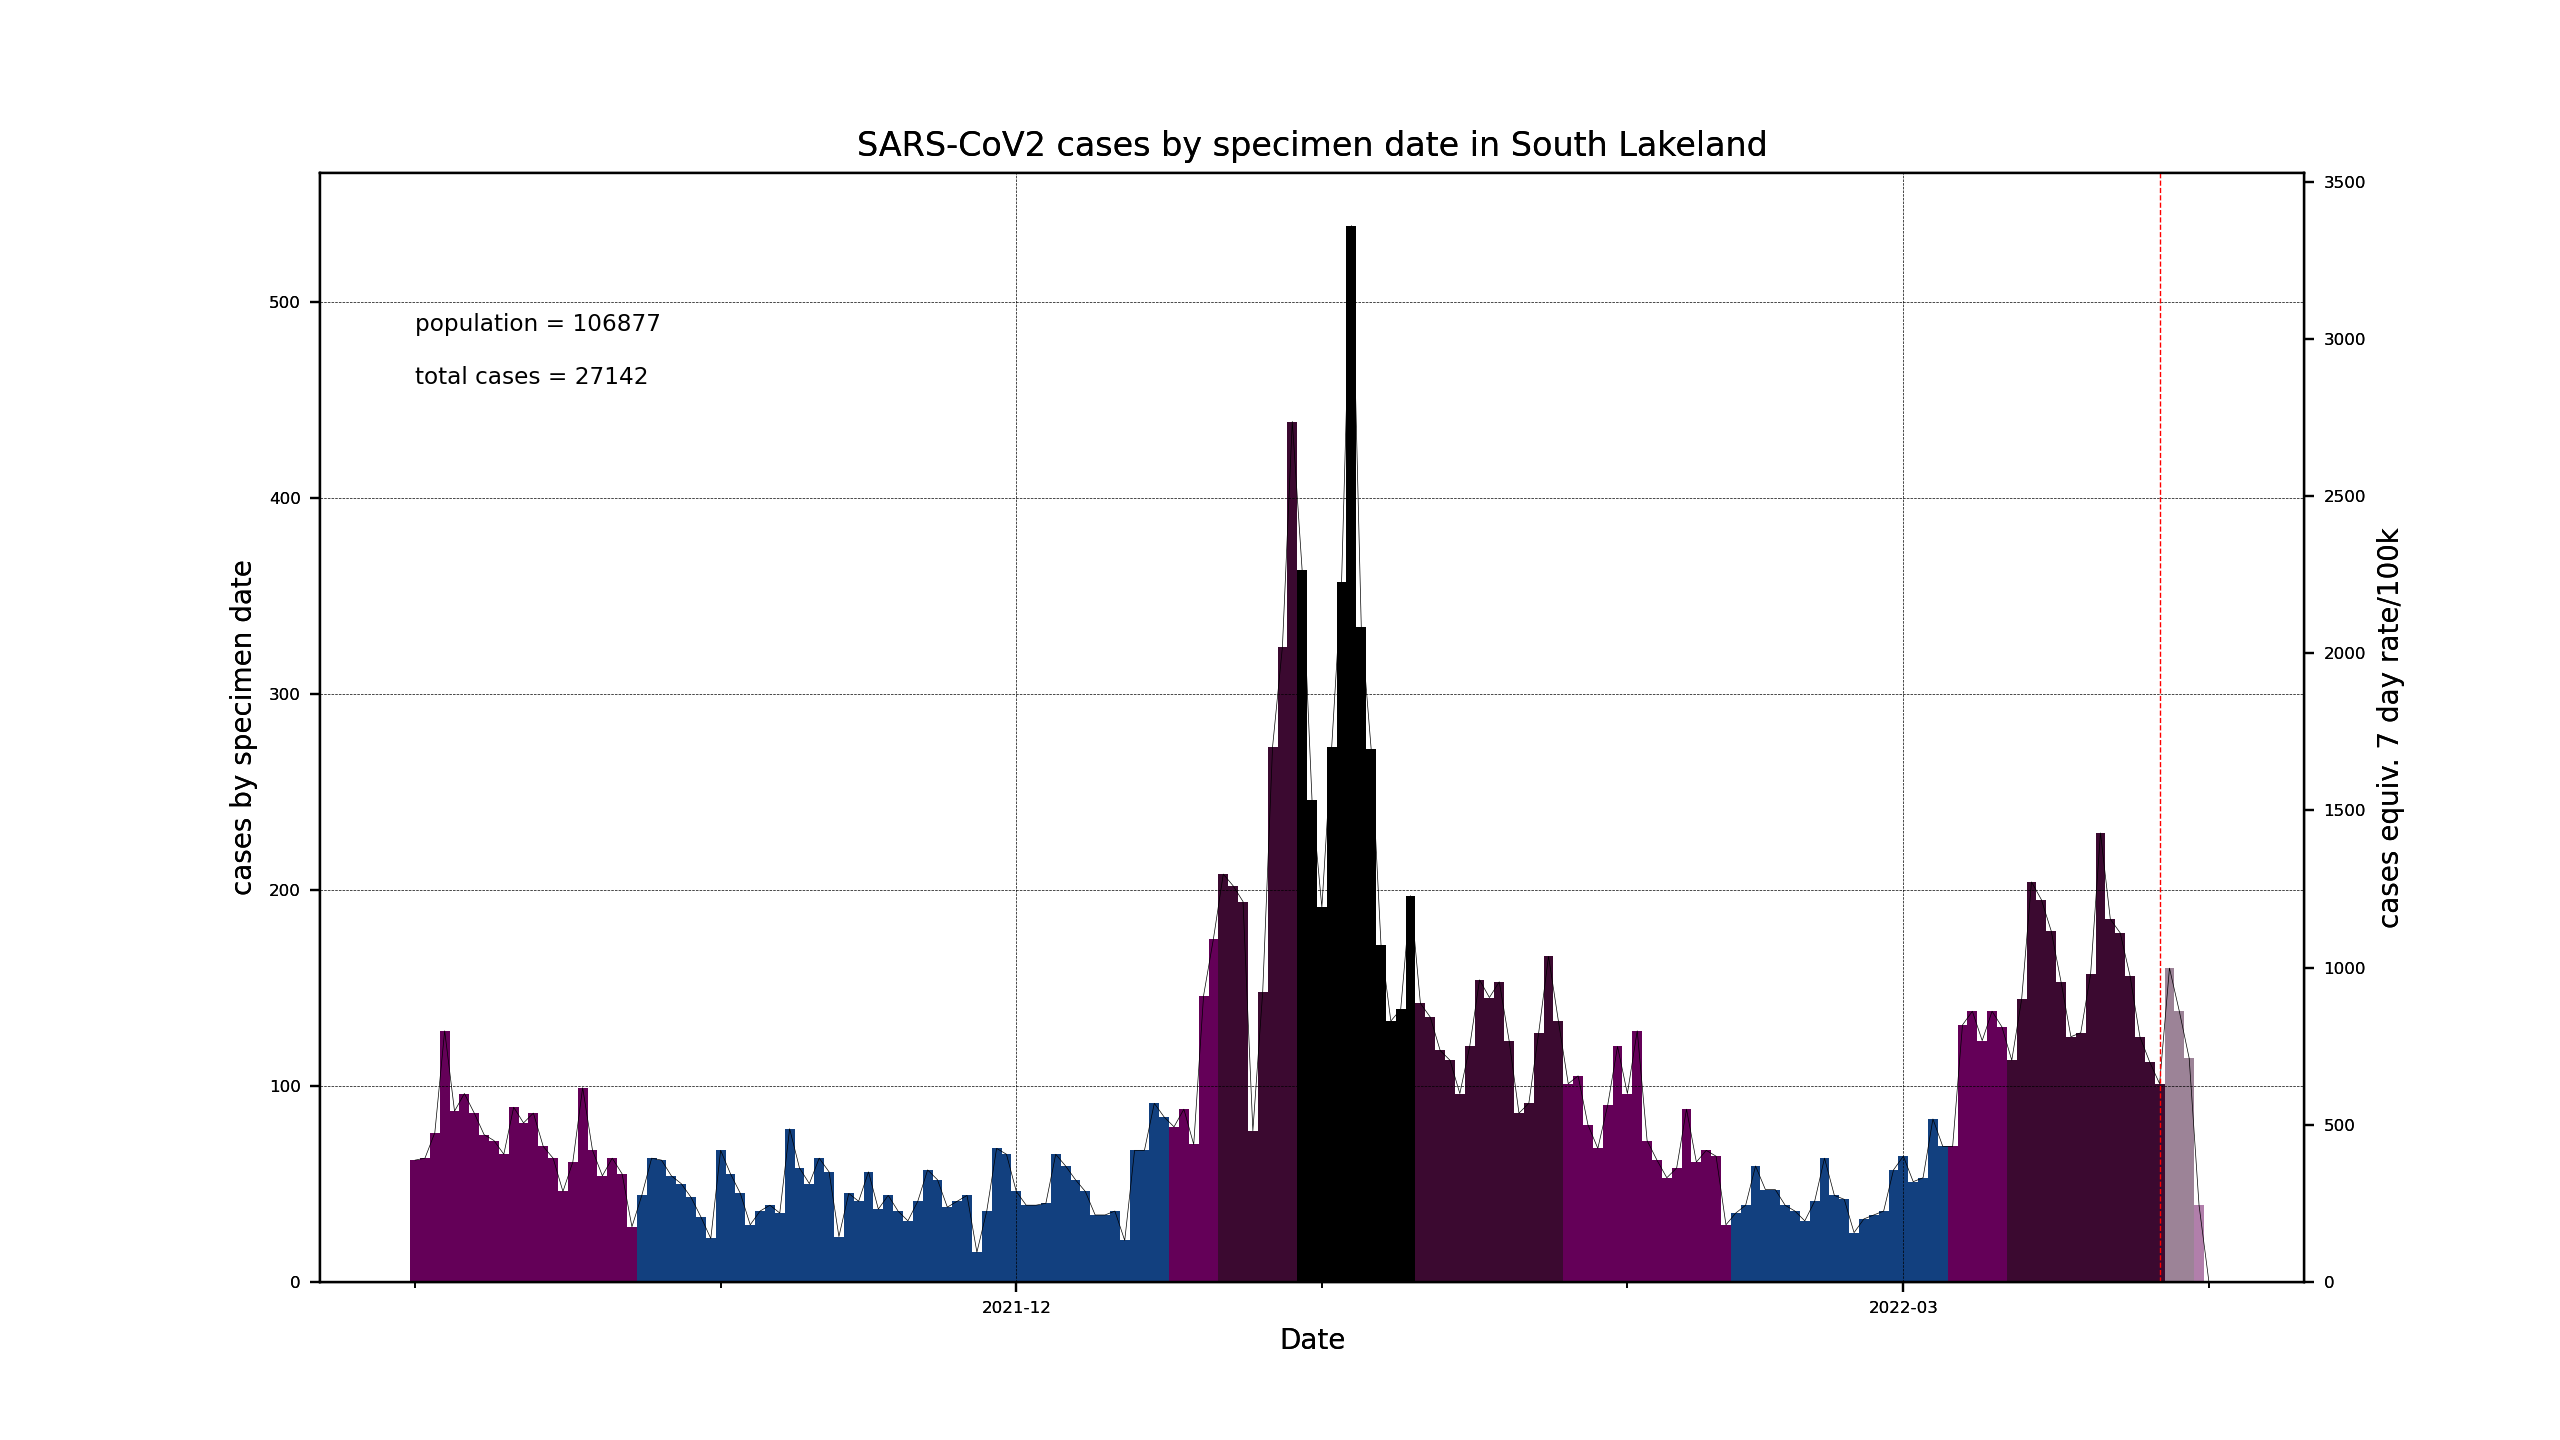 SARS-CoV2 cases by specimen date in South Lakeland
population = 106877
total cases = 27142
cases by specimen date
500
400
300
200
100
0
3500
3000
2500
2000
1500
1000
500
0
cases equiv. 7 day rate/100k
2021-12
2022-03
Date